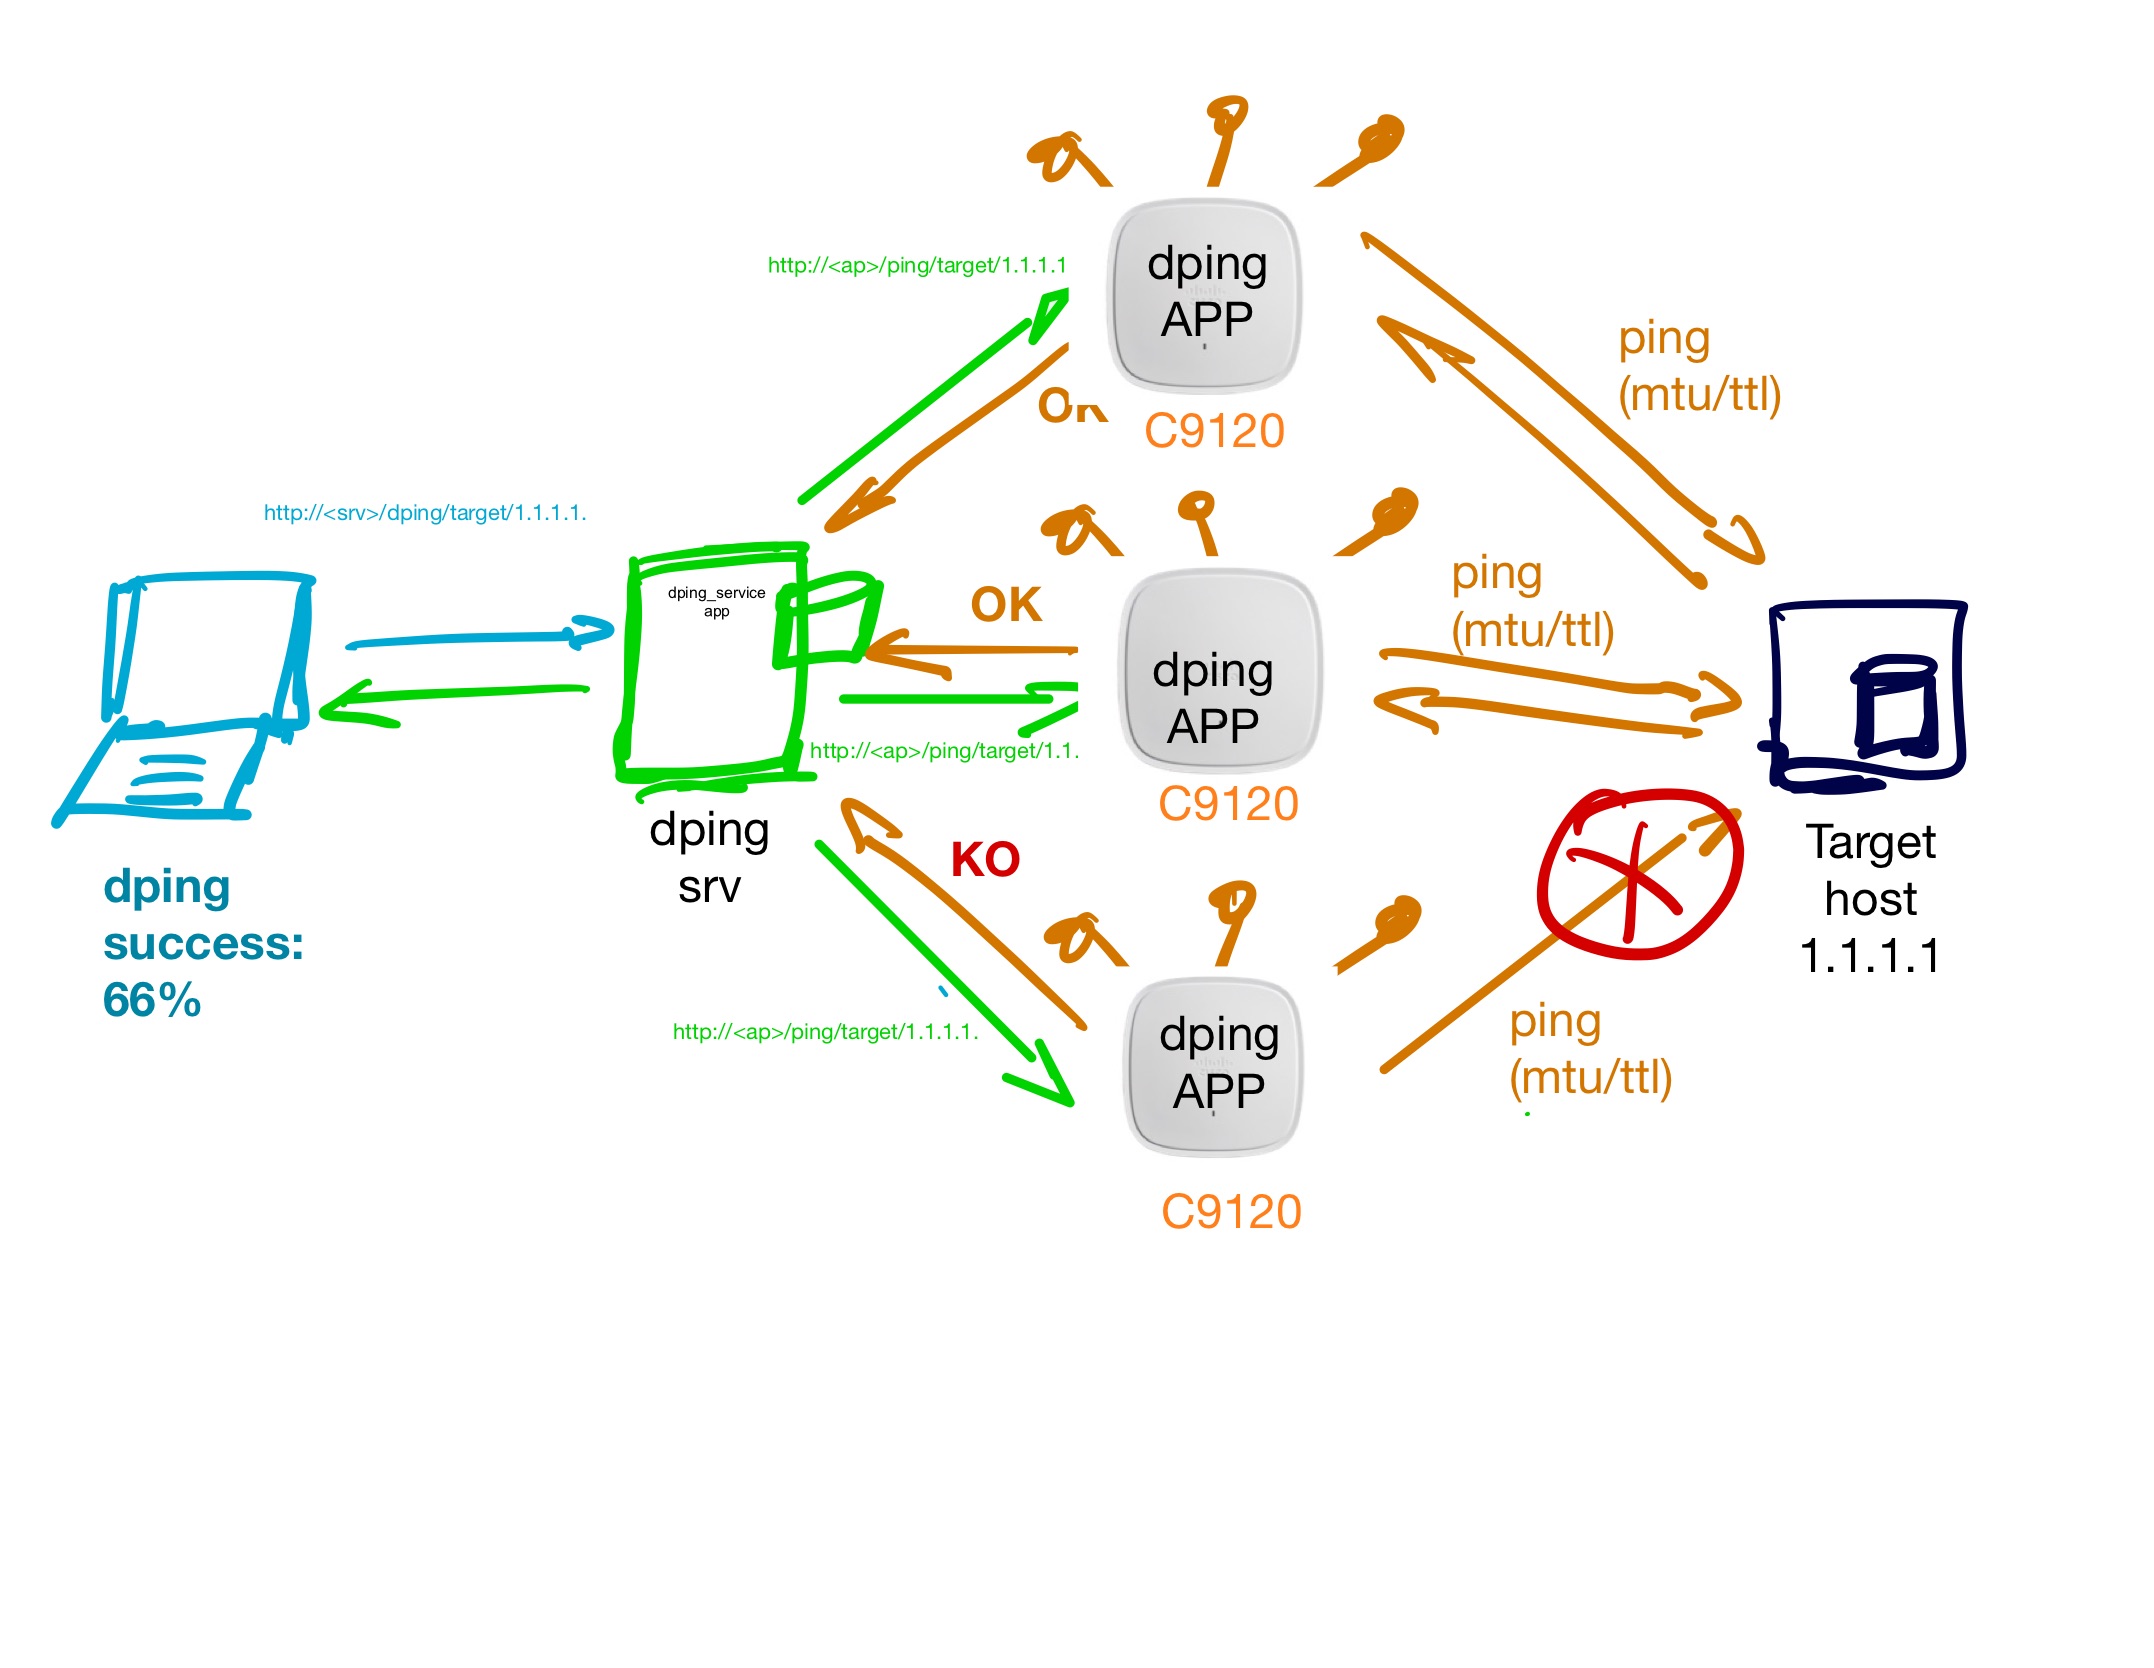 http://<ap>/ping/target/1.1.1.1
dping
APP
OK
C9120
ping
(mtu/ttl)
http://<srv>/dping/target/1.1.1.1.
dping_service
app
OK
dping
APP
ping
(mtu/ttl)
http://<ap>/ping/target/1.1.
C9120
dping
srv
KO
Target
host
1.1.1.1
dping
success:
66%
http://<ap>/ping/target/1.1.1.1.
dping
APP
ping
(mtu/ttl)
C9120